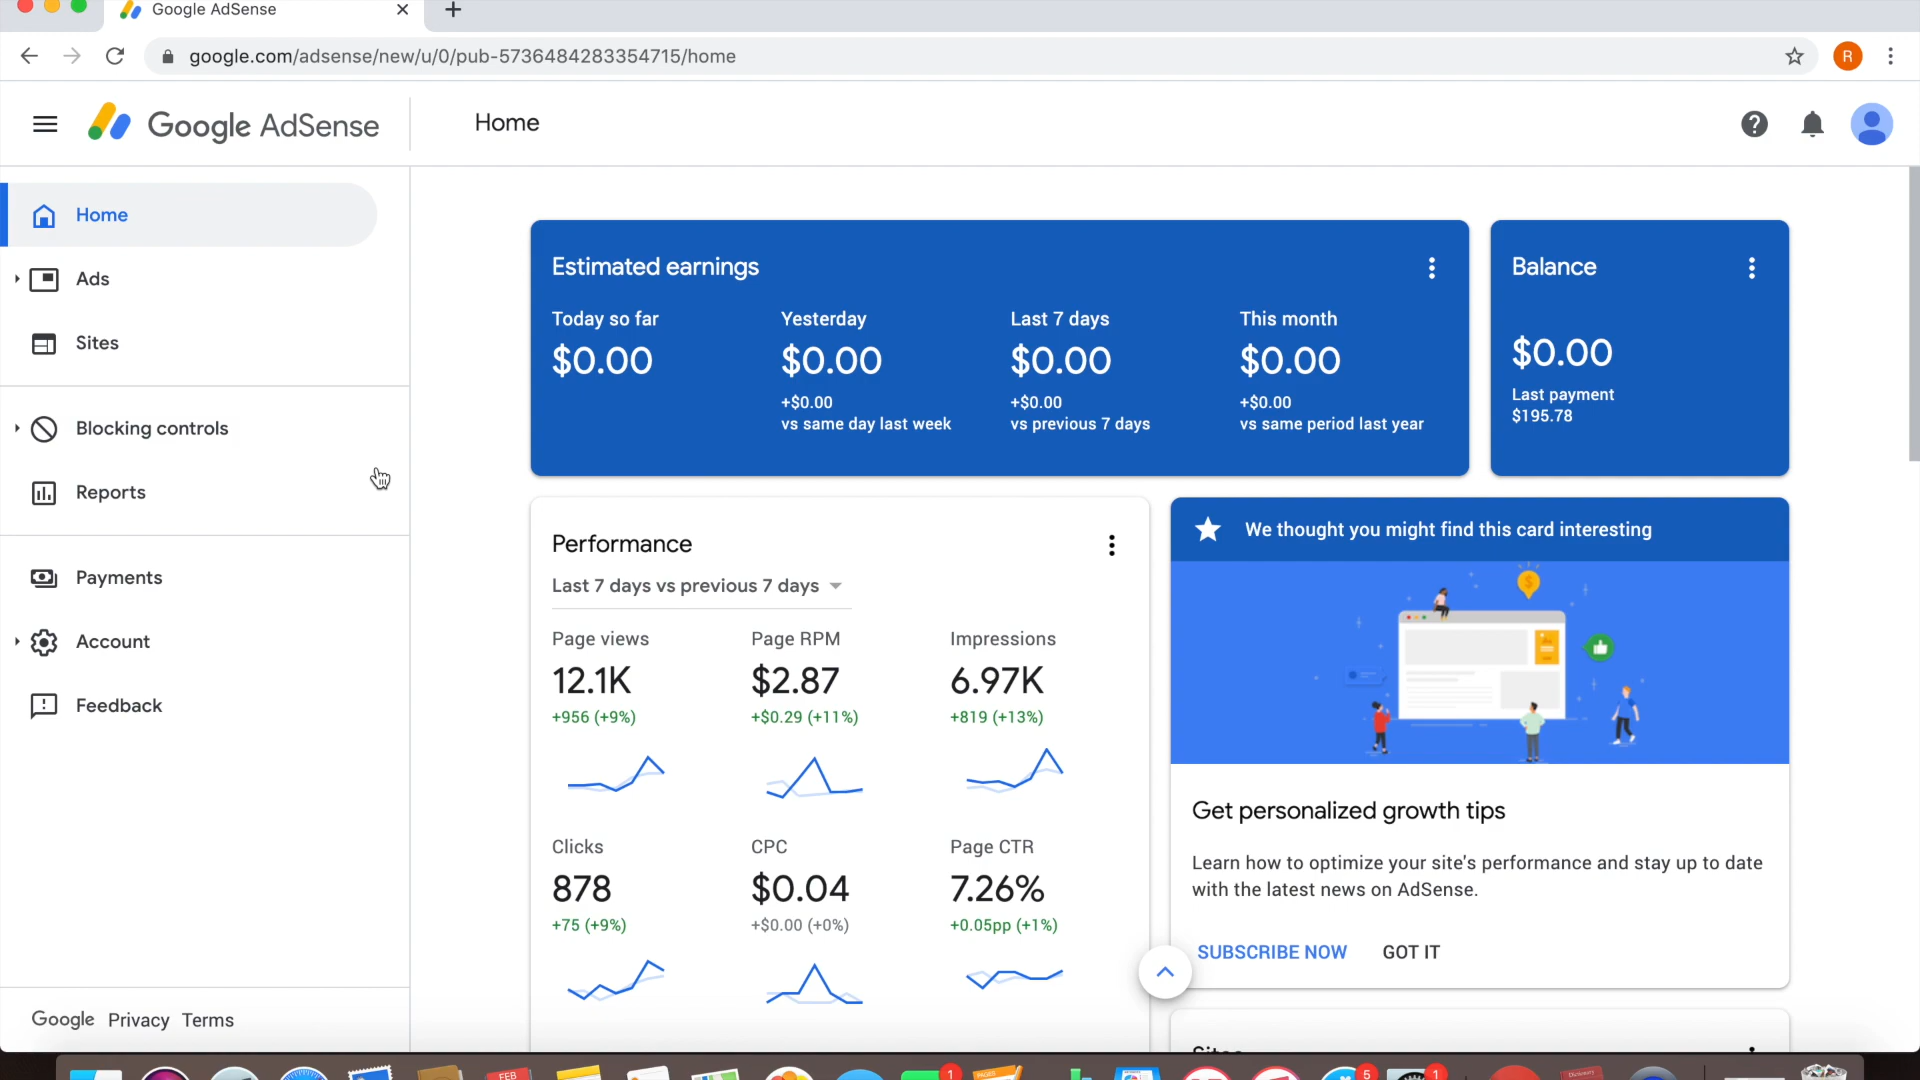 Google AdSense
google.com/adsense/new/u/0/pub-5736484283354715/home
R
Google AdSense
Home
Home
Ads
Sites
Blocking controls
Reports
Payments
Account
Feedback
Google Privacy Terms
Estimated earnings
Today so far
$0.00
Yesterday
$0.00
+$0.00
vs same day last week
Last 7 days
$0.00
+$0.00
vs previous 7 days
This month
$0.00
+$0.00
vs same period last year
Balance
$0.00
Last payment
$195.78
Performance
Last 7 days vs previous 7 days
Page views
12.1K
+956 (+9%)
Page RPM
$2.87
+$0.29 (+11%)
Impressions
6.97K
+819 (+13%)
Clicks
878
+75 (+9%)
CPC
$0.04
+$0.00 (+0%)
Page CTR
7.26%
+0.05pp (+1%)
We thought you might find this card interesting
Get personalized growth tips
Learn how to optimize your site's performance and stay up to date
with the latest news on AdSense.
SUBSCRIBE NOW GOT IT
Sites
FEB
1
PAGES
5
1
Dictionary